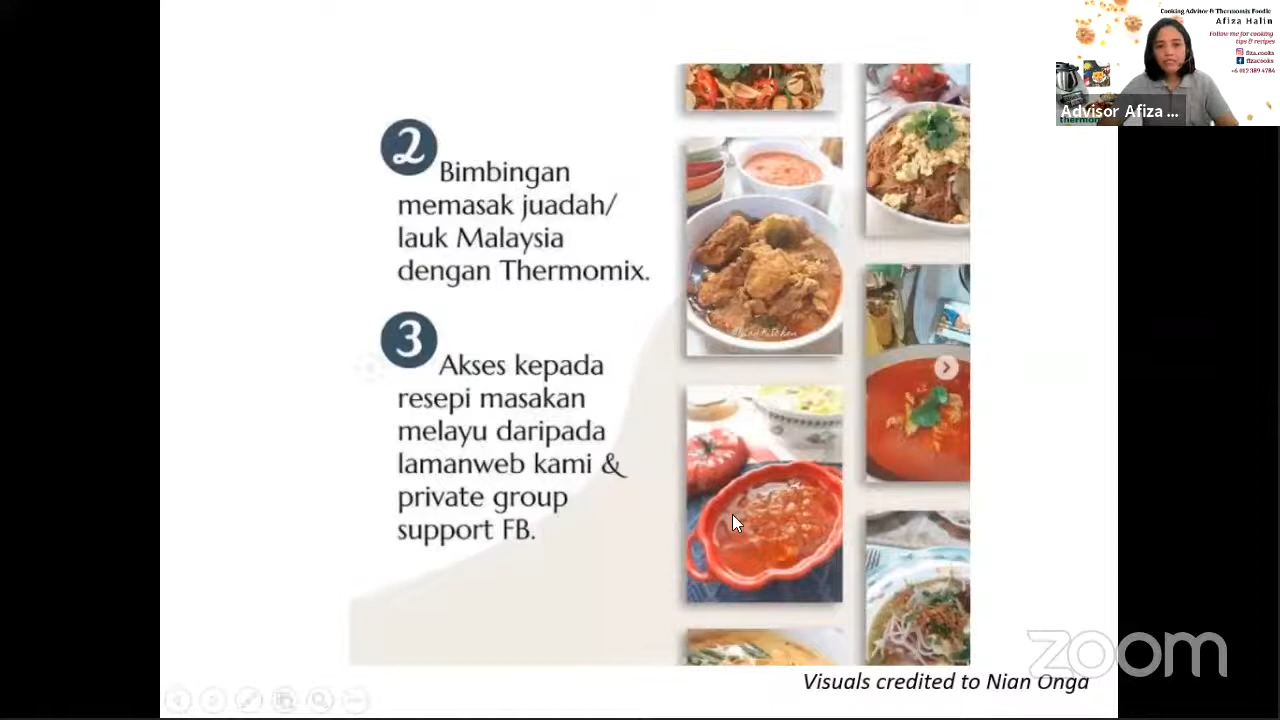 Cooking Advisor & Thermomix Foodie
Afiza Halin
Follow me for cooking
tips & recipes
fiza.cooks
fizacooks
+6 012 389 4784
Advisor Afiza ...
2
Bimbingan
memasak juadah/
lauk Malaysia
dengan Thermomix.
3
Akses kepada
resepi masakan
melayu daripada
lamanweb kami &
private group
support FB.
zoom
Visuals credited to Nian Onga